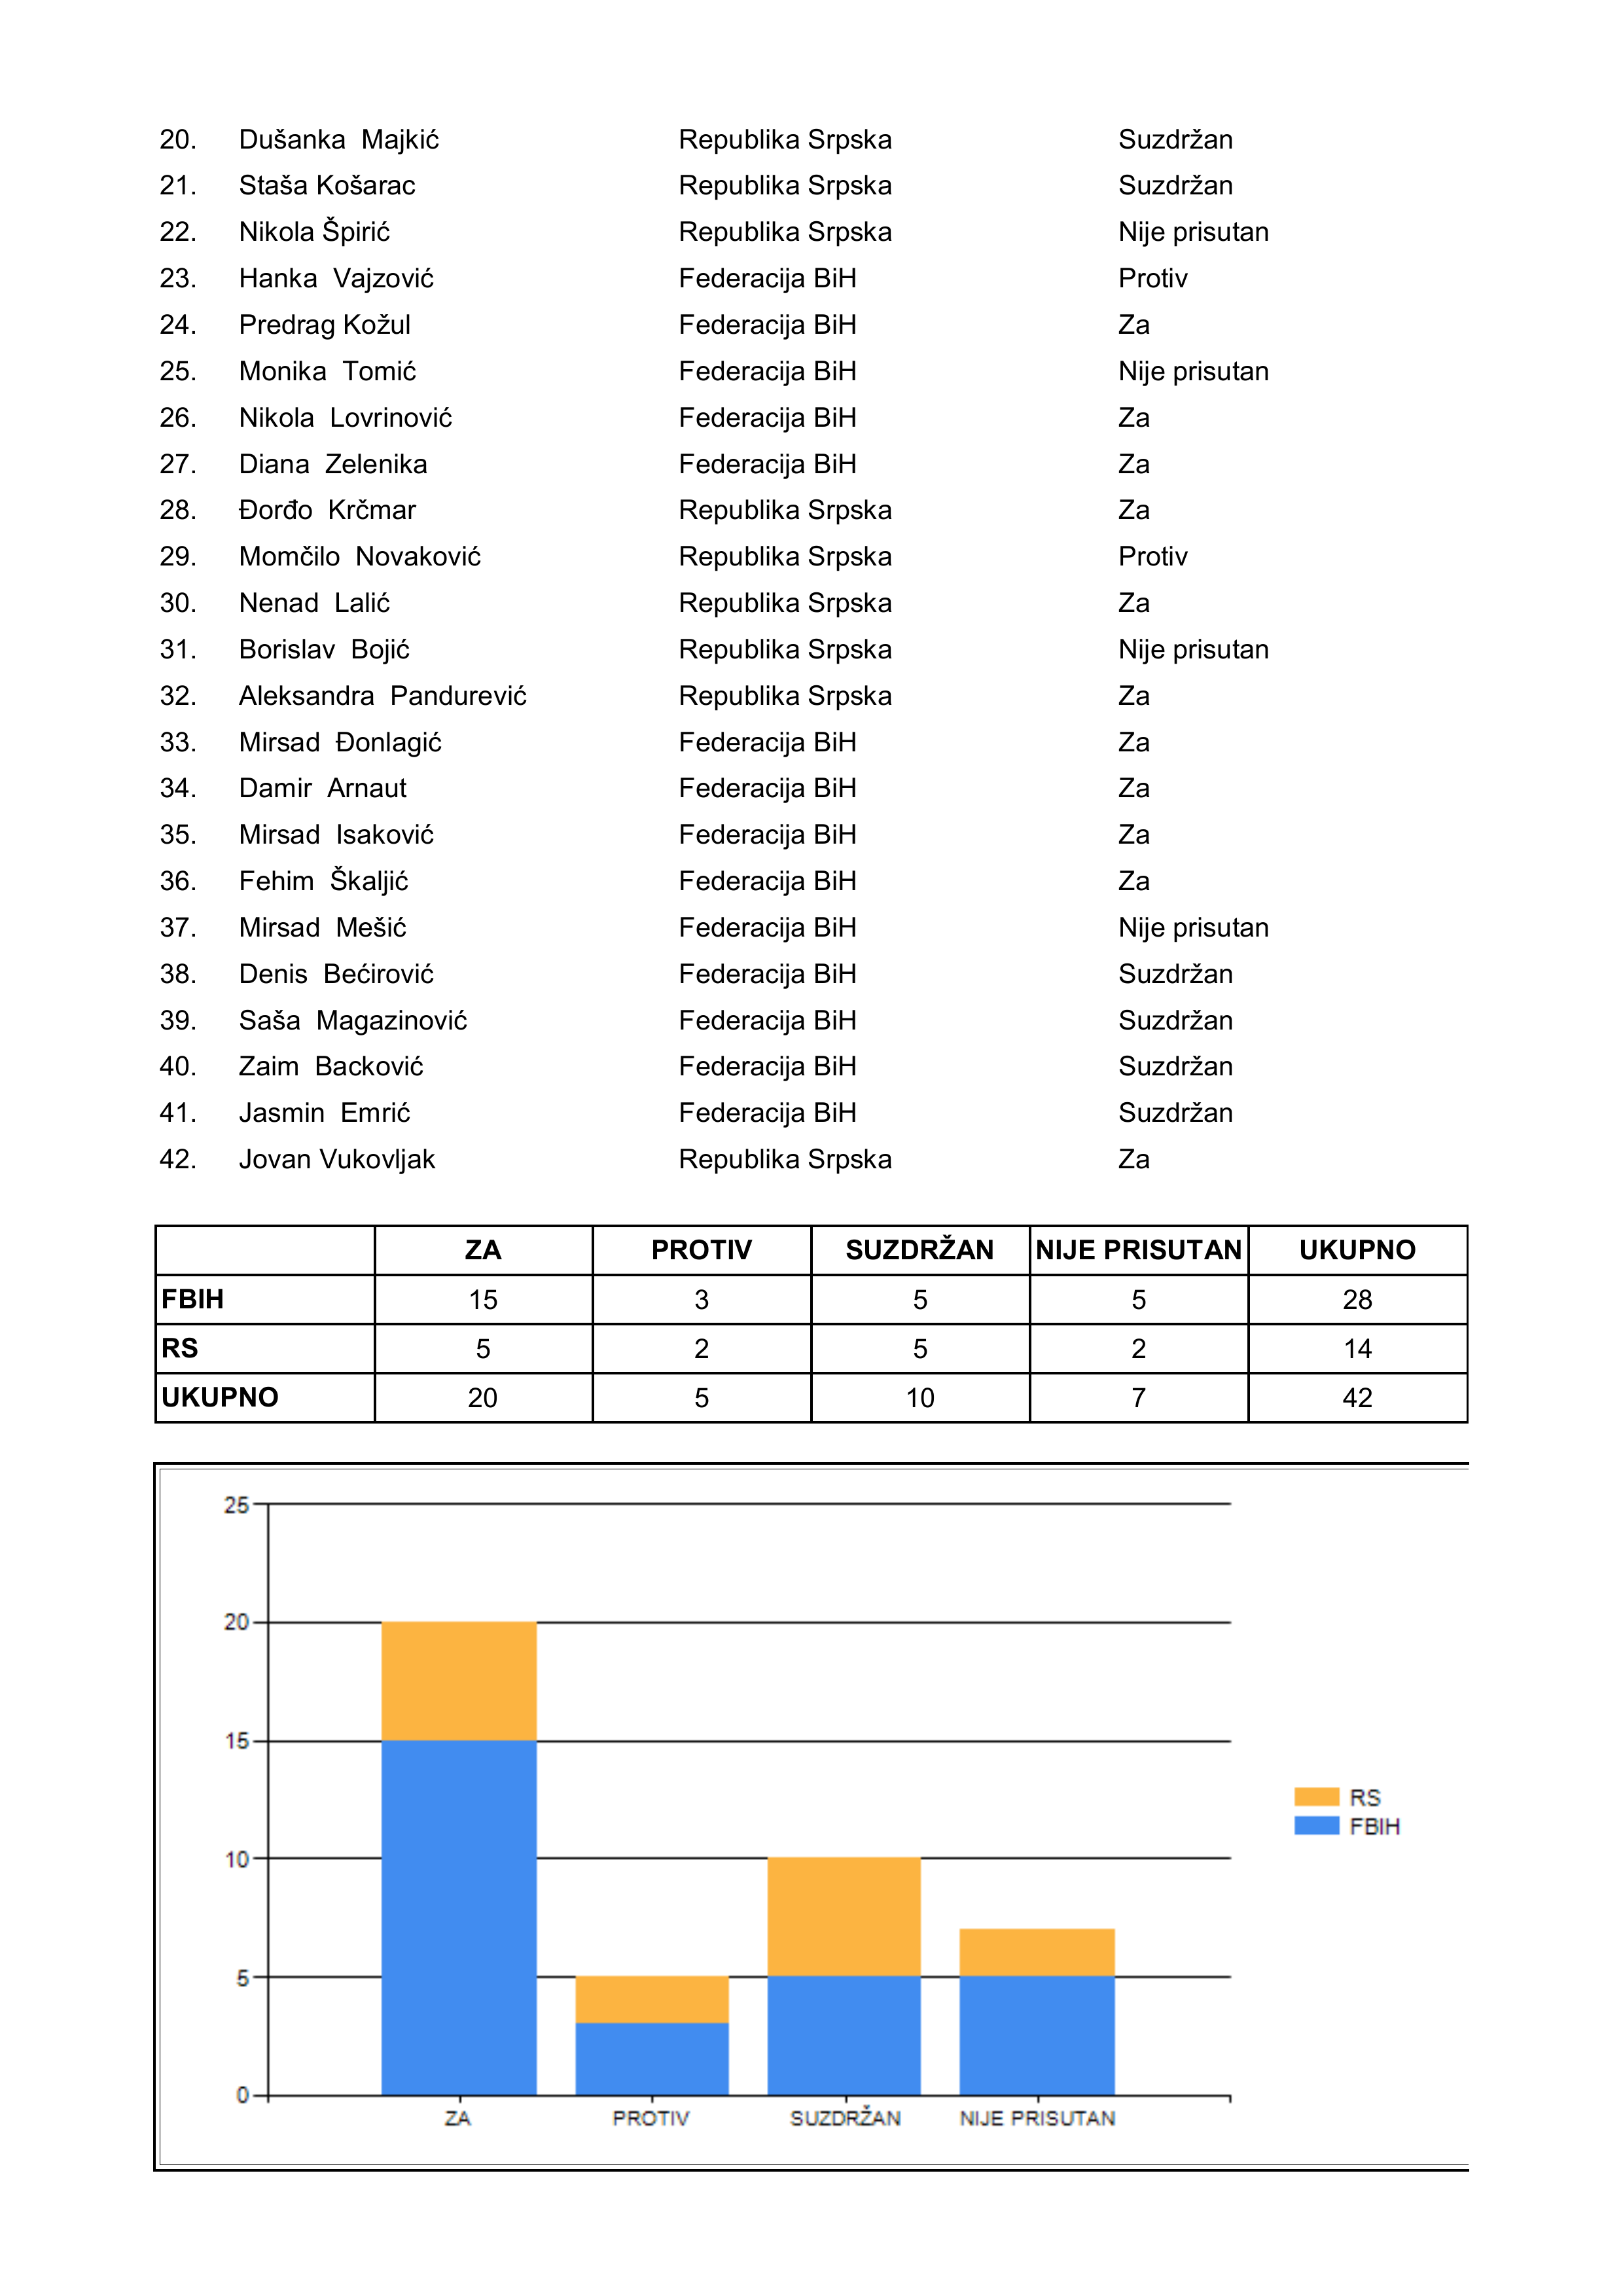 20. Dušanka Majkić Republika Srpska Suzdržan
21. Staša Košarac Republika Srpska Suzdržan
22. Nikola Špirić Republika Srpska Nije prisutan
23. Hanka Vajzović Federacija BiH Protiv
24. Predrag Kožul Federacija BiH Za
25. Monika Tomić Federacija BiH Nije prisutan
26. Nikola Lovrinović Federacija BiH Za
27. Diana Zelenika Federacija BiH Za
28. Đorđo Krčmar Republika Srpska Za
29. Momčilo Novaković Republika Srpska Protiv
30. Nenad Lalić Republika Srpska Za
31. Borislav Bojić Republika Srpska Nije prisutan
32. Aleksandra Pandurević Republika Srpska Za
33. Mirsad Đonlagić Federacija BiH Za
34. Damir Arnaut Federacija BiH Za
35. Mirsad Isaković Federacija BiH Za
36. Fehim Škaljić Federacija BiH Za
37. Mirsad Mešić Federacija BiH Nije prisutan
38. Denis Bećirović Federacija BiH Suzdržan
39. Saša Magazinović Federacija BiH Suzdržan
40. Zaim Backović Federacija BiH Suzdržan
41. Jasmin Emrić Federacija BiH Suzdržan
42. Jovan Vukovljak Republika Srpska Za
ZA PROTIV SUZDRŽAN NIJE PRISUTAN UKUPNO
FBIH 15 3 5 5 28
RS 5 2 5 2 14
UKUPNO 20 5 10 7 42
25
20
15
10
5
0
ZA PROTIV SUZDRŽAN NIJE PRISUTAN
RS
FBIH